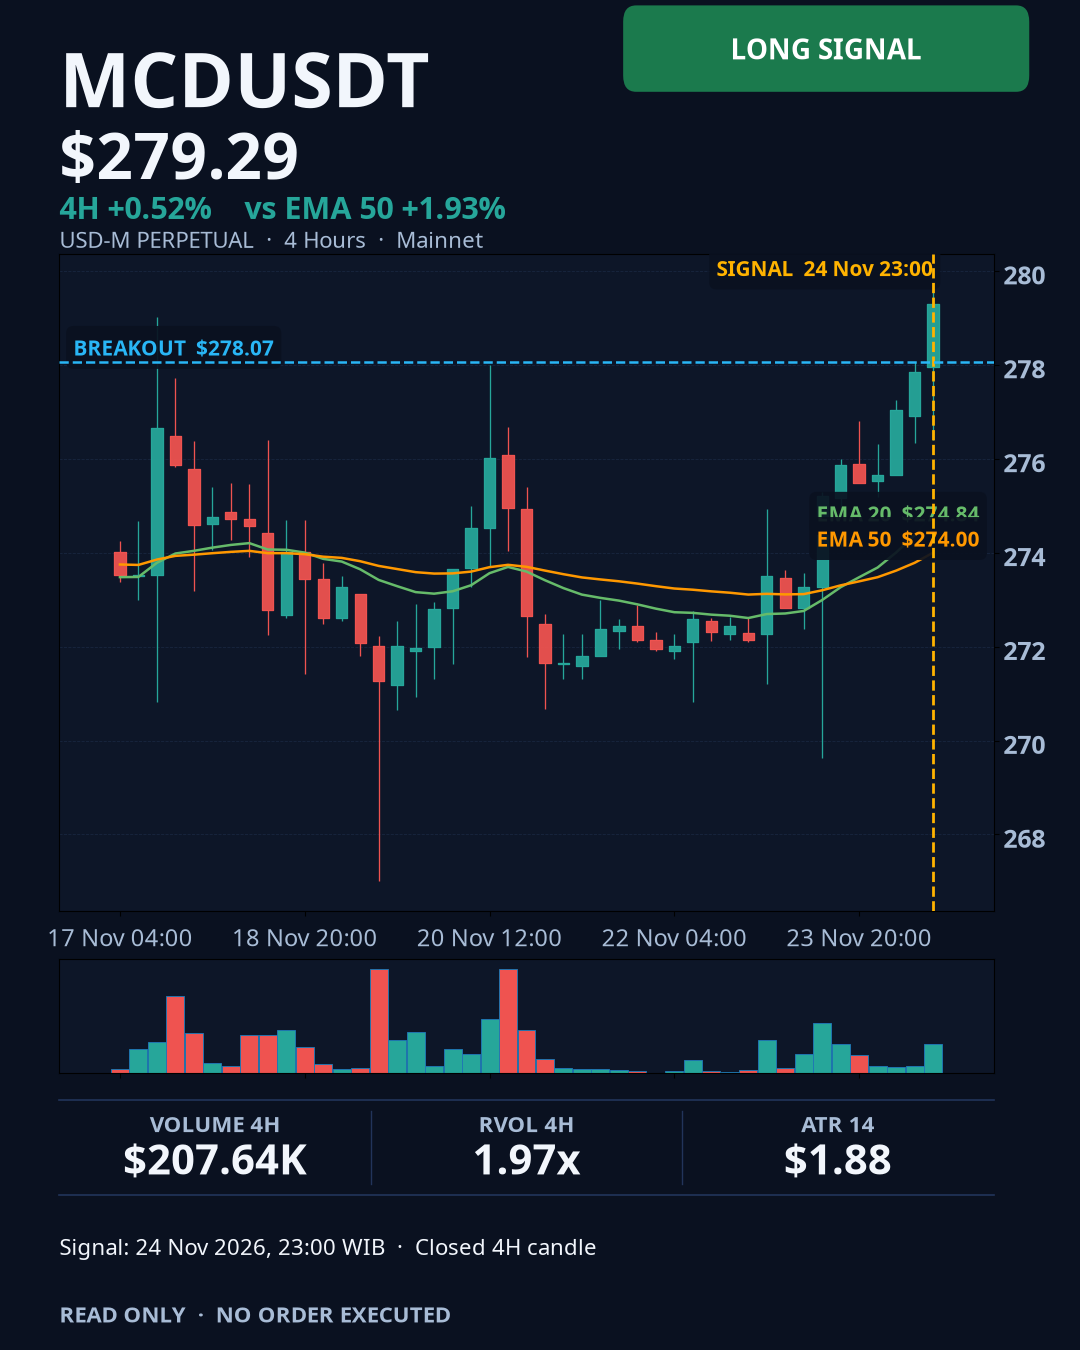 LONG SIGNAL
MCDUSDT
$279.29
4H +0.52% vs EMA 50 +1.93%
USD-M PERPETUAL · 4 Hours · Mainnet
SIGNAL 24 Nov 23:00
280
BREAKOUT $278.07
278
276
EMA 20 $274.84
EMA 50 $274.00
274
272
270
268
17 Nov 04:00 18 Nov 20:00 20 Nov 12:00 22 Nov 04:00 23 Nov 20:00
VOLUME 4H RVOL 4H ATR 14
$207.64K 1.97x $1.88
Signal: 24 Nov 2026, 23:00 WIB · Closed 4H candle
READ ONLY · NO ORDER EXECUTED